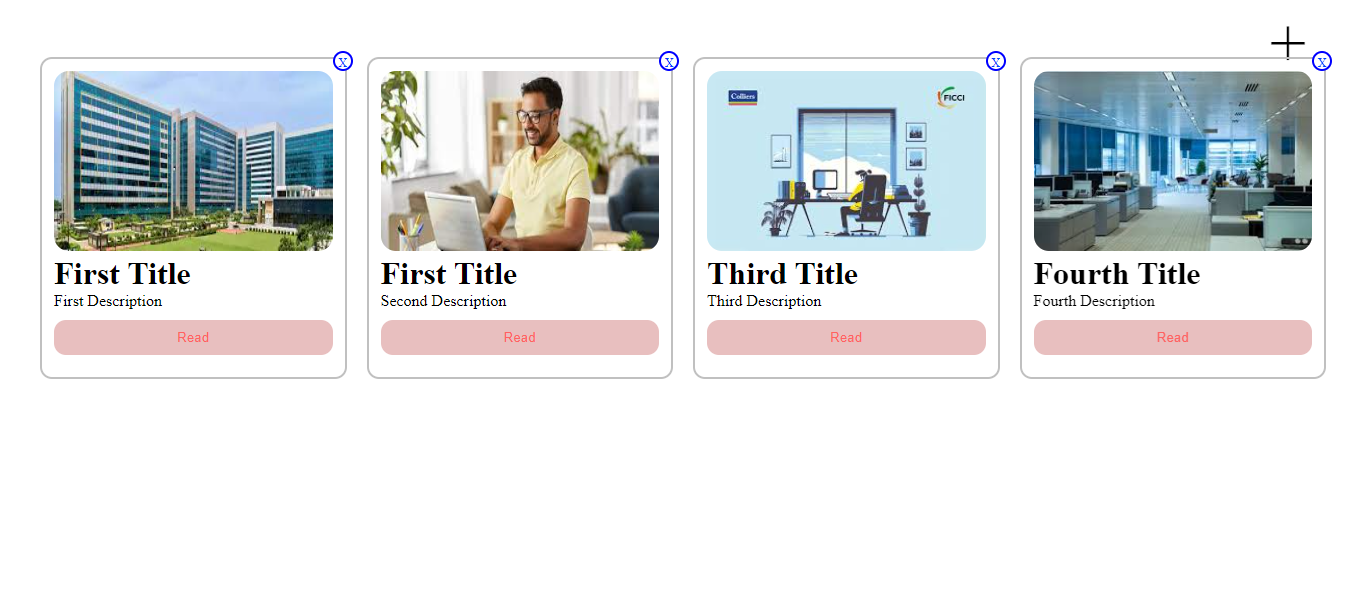 X
X
X
X
Colliers
FICCI
First Title
First Description
Read
First Title
Second Description
Read
Third Title
Third Description
Read
Fourth Title
Fourth Description
Read